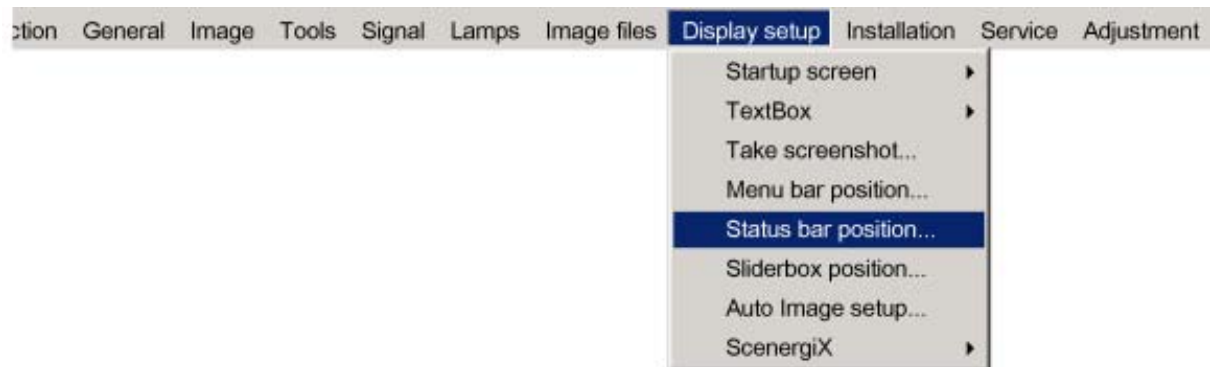 ction General Image Tools Signal Lamps Image files Display setup Installation Service Adjustment
Startup screen
TextBox
Take screenshot...
Menu bar position...
Status bar position...
Sliderbox position...
Auto Image setup...
ScenergiX